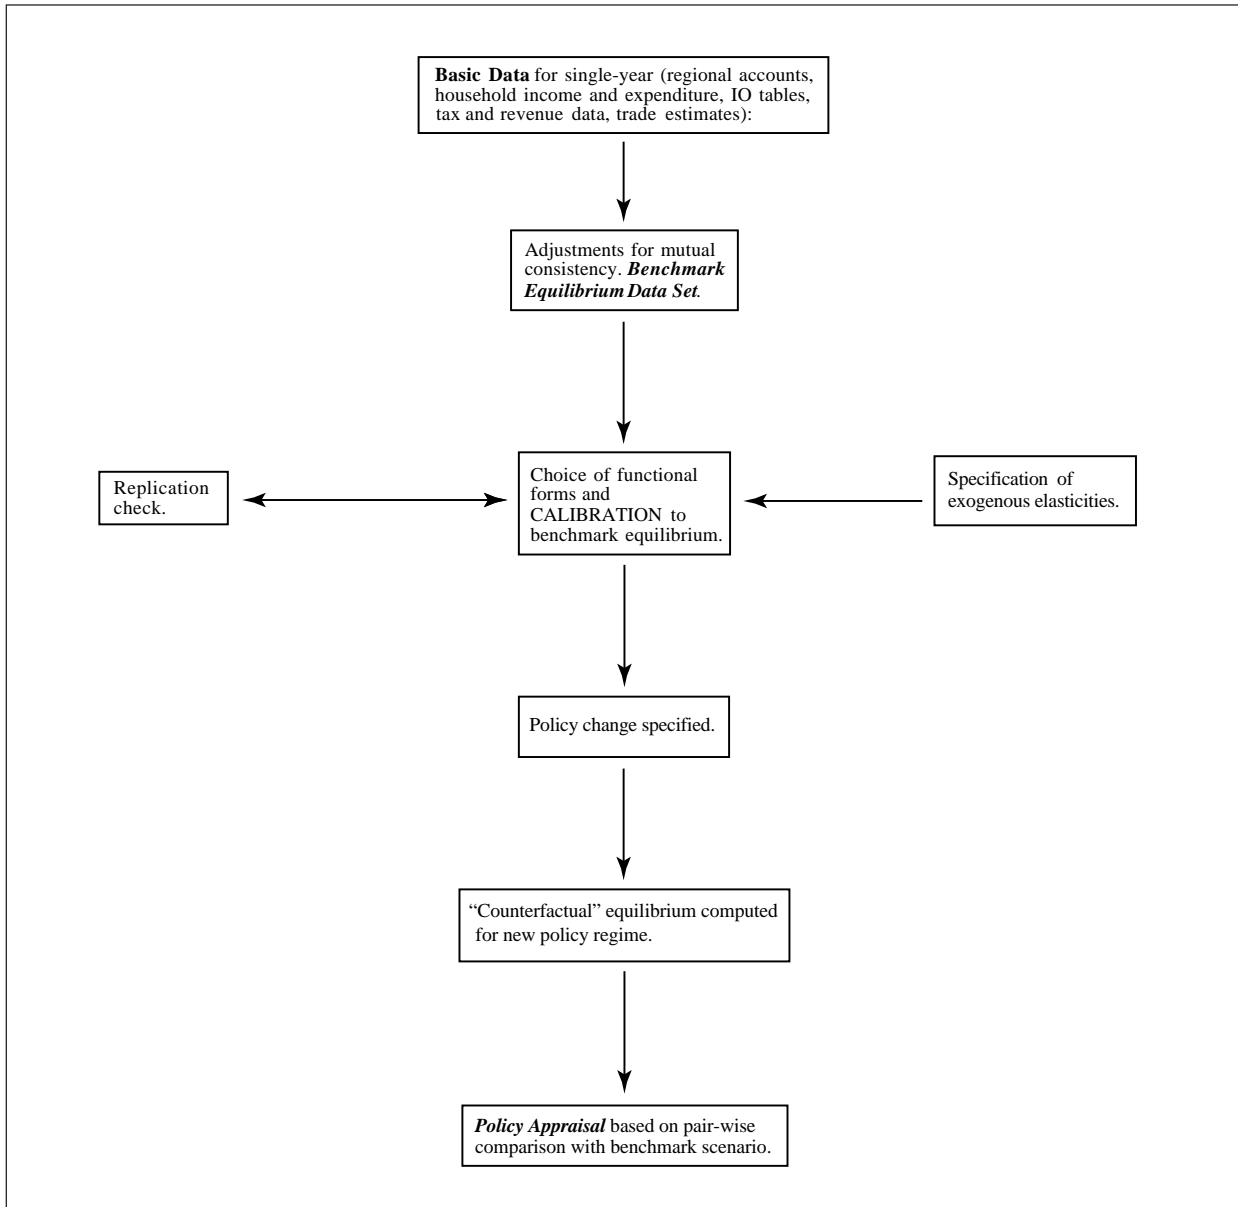 Basic Data for single-year (regional accounts,
household income and expenditure, IO tables,
tax and revenue data, trade estimates):
Adjustments for mutual
consistency. Benchmark
Equilibrium Data Set.
Replication
check.
Choice of functional
forms and
CALIBRATION to
benchmark equilibrium.
Specification of
exogenous elasticities.
Policy change specified.
“Counterfactual” equilibrium computed
for new policy regime.
Policy Appraisal based on pair-wise
comparison with benchmark scenario.